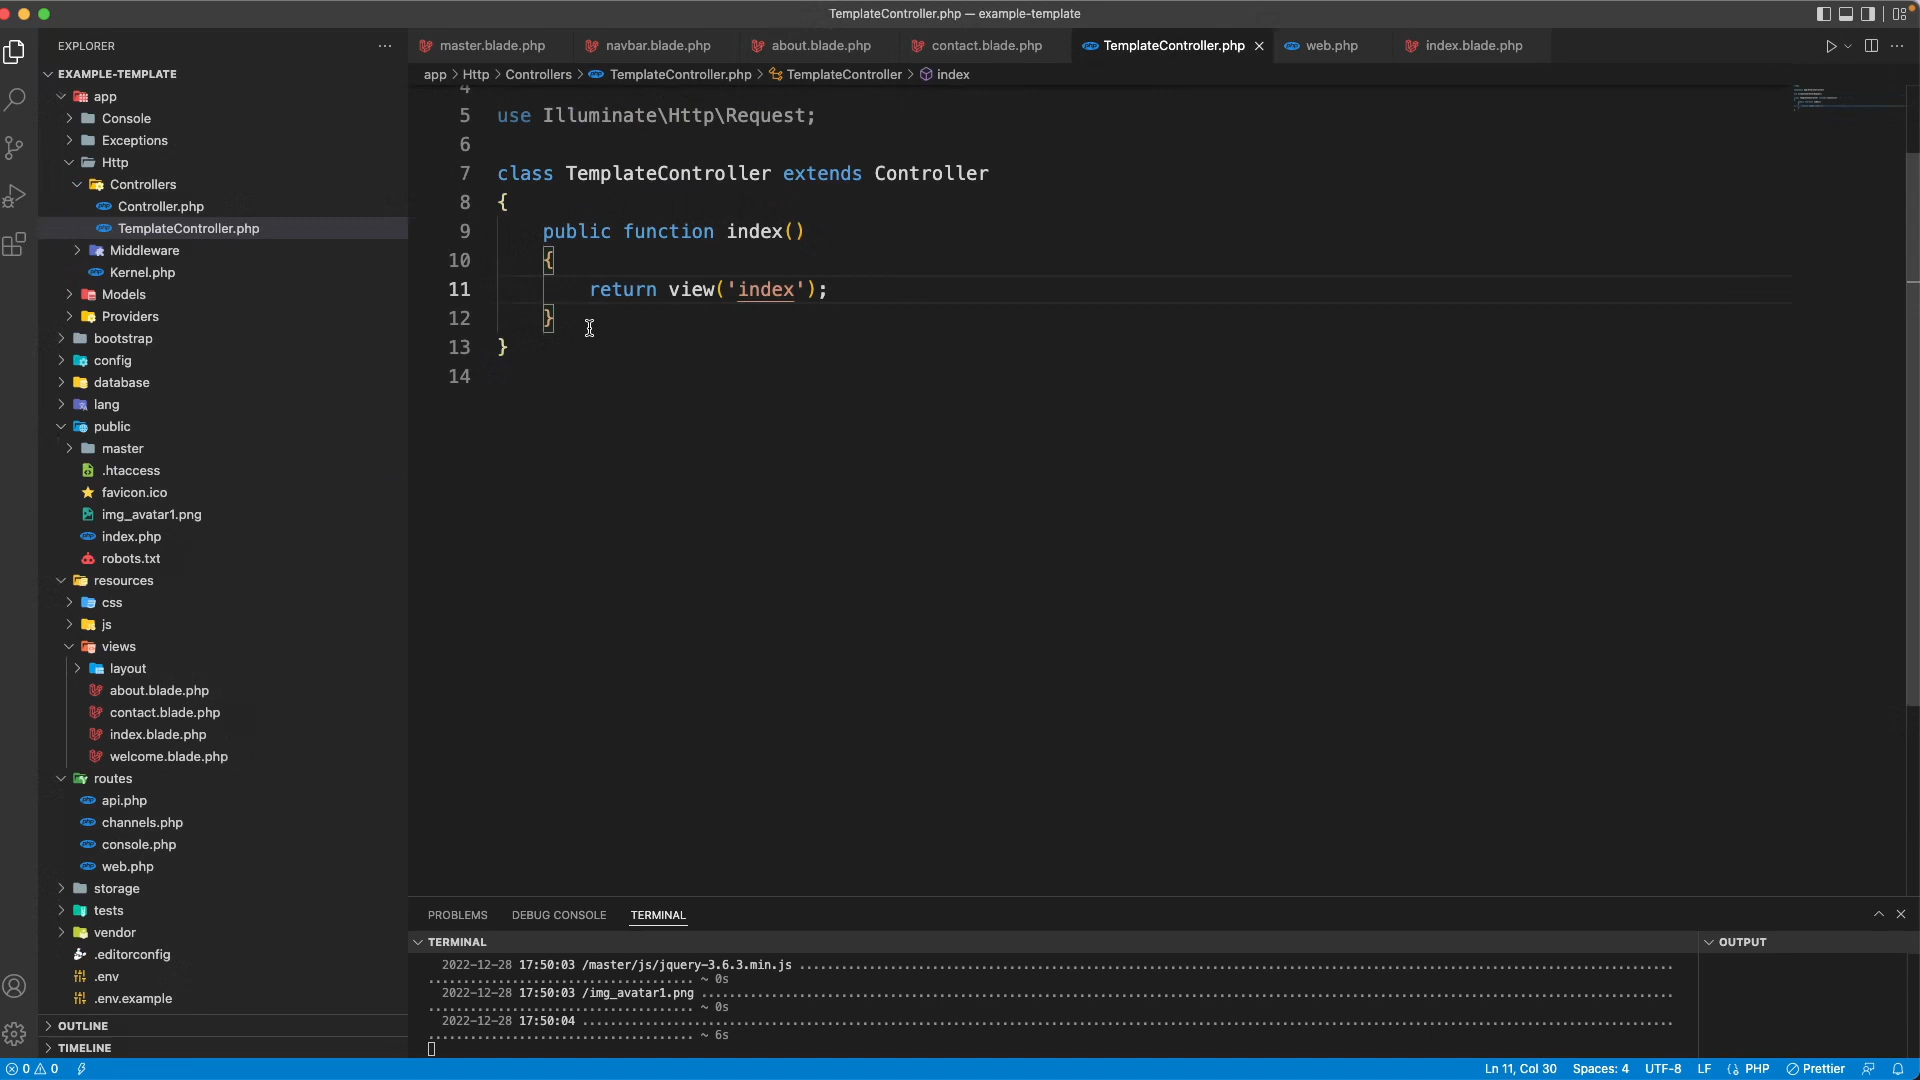 TemplateController.php — example-template
EXPLORER
EXAMPLE-TEMPLATE
app
Console
Exceptions
Http
Controllers
Controller.php
TemplateController.php
Middleware
Kernel.php
Models
Providers
bootstrap
config
database
lang
public
master
.htaccess
favicon.ico
img_avatar1.png
index.php
robots.txt
resources
css
js
views
layout
about.blade.php
contact.blade.php
index.blade.php
welcome.blade.php
routes
api.php
channels.php
console.php
web.php
storage
tests
vendor
.editorconfig
.env
.env.example
OUTLINE
TIMELINE
master.blade.php navbar.blade.php about.blade.php contact.blade.php TemplateController.php web.php index.blade.php
app > Http > Controllers > TemplateController.php > TemplateController > index
4
5 use Illuminate\Http\Request;
6
7 class TemplateController extends Controller
8 {
9 public function index()
10 {
11 return view('index');
12 }
13 }
14
PROBLEMS DEBUG CONSOLE TERMINAL
TERMINAL
2022-12-28 17:50:03 /master/js/jquery-3.6.3.min.js
~ 0s
2022-12-28 17:50:03 /img_avatar1.png
~ 0s
2022-12-28 17:50:04
~ 6s
OUTPUT
0 0 Ln 11, Col 30 Spaces: 4 UTF-8 LF PHP Prettier